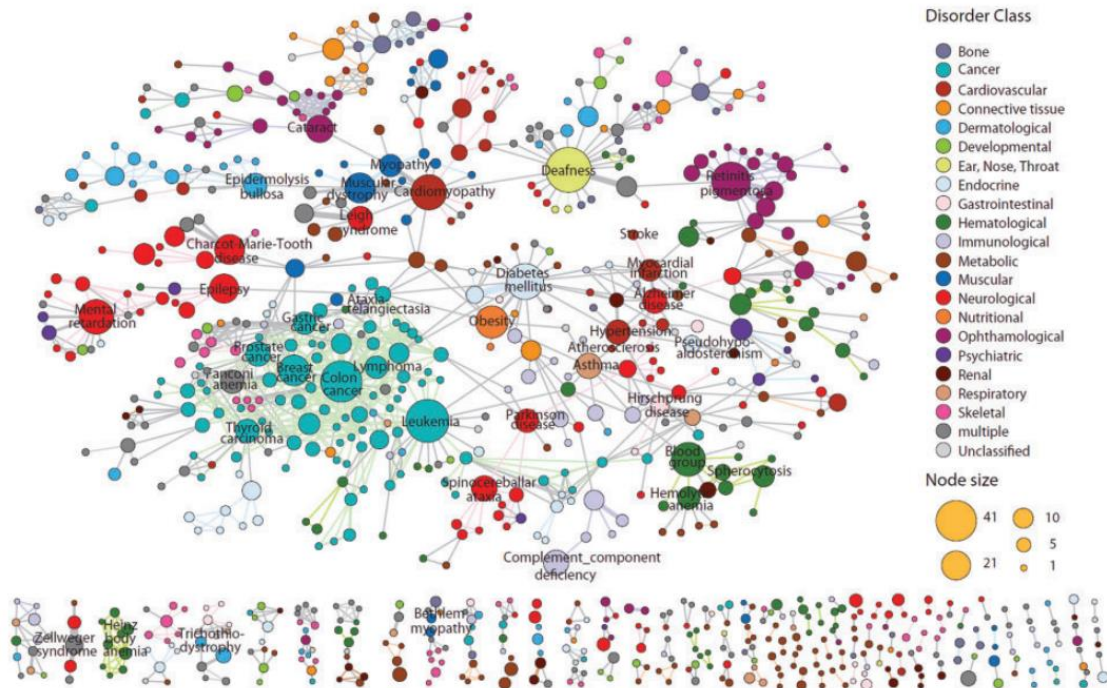 Disorder Class
Bone
Cancer
Cardiovascular
Connective tissue
Dermatological
Developmental
Ear, Nose, Throat
Endocrine
Gastrointestinal
Hematological
Immunological
Metabolic
Muscular
Neurological
Nutritional
Ophthamological
Psychiatric
Renal
Respiratory
Skeletal
multiple
Unclassified
Node size
41
10
5
21
1
Cataract
Myopathy
Deafness
Retinitis
pigmentosa
Epidermolysis
bullosa
Muscular
dystrophy
Cardiomyopathy
Leigh
syndrome
Charcot-Marie-Tooth
disease
Stroke
Epilepsy
Diabetes
mellitus
Myocardial
infarction
Alzheimer
disease
Mental
retardation
Ataxia-
telangiectasia
Gastric
cancer
Obesity
Hypertension
Pseudohypo-
aldosteronism
Atherosclerosis
Prostate
cancer
Breast
cancer
Lymphoma
Asthma
Fanconi
anemia
Colon
cancer
Hirschprung
disease
Parkinson
disease
Leukemia
Thyroid
carcinoma
Blood
group
Spherocytosis
Spinocereballar
ataxia
Hemolytic
anemia
Complement_component
deficiency
Zellweger
syndrome
Heinz
body
anemia
Trichothio-
dystrophy
Bethlem
myopathy